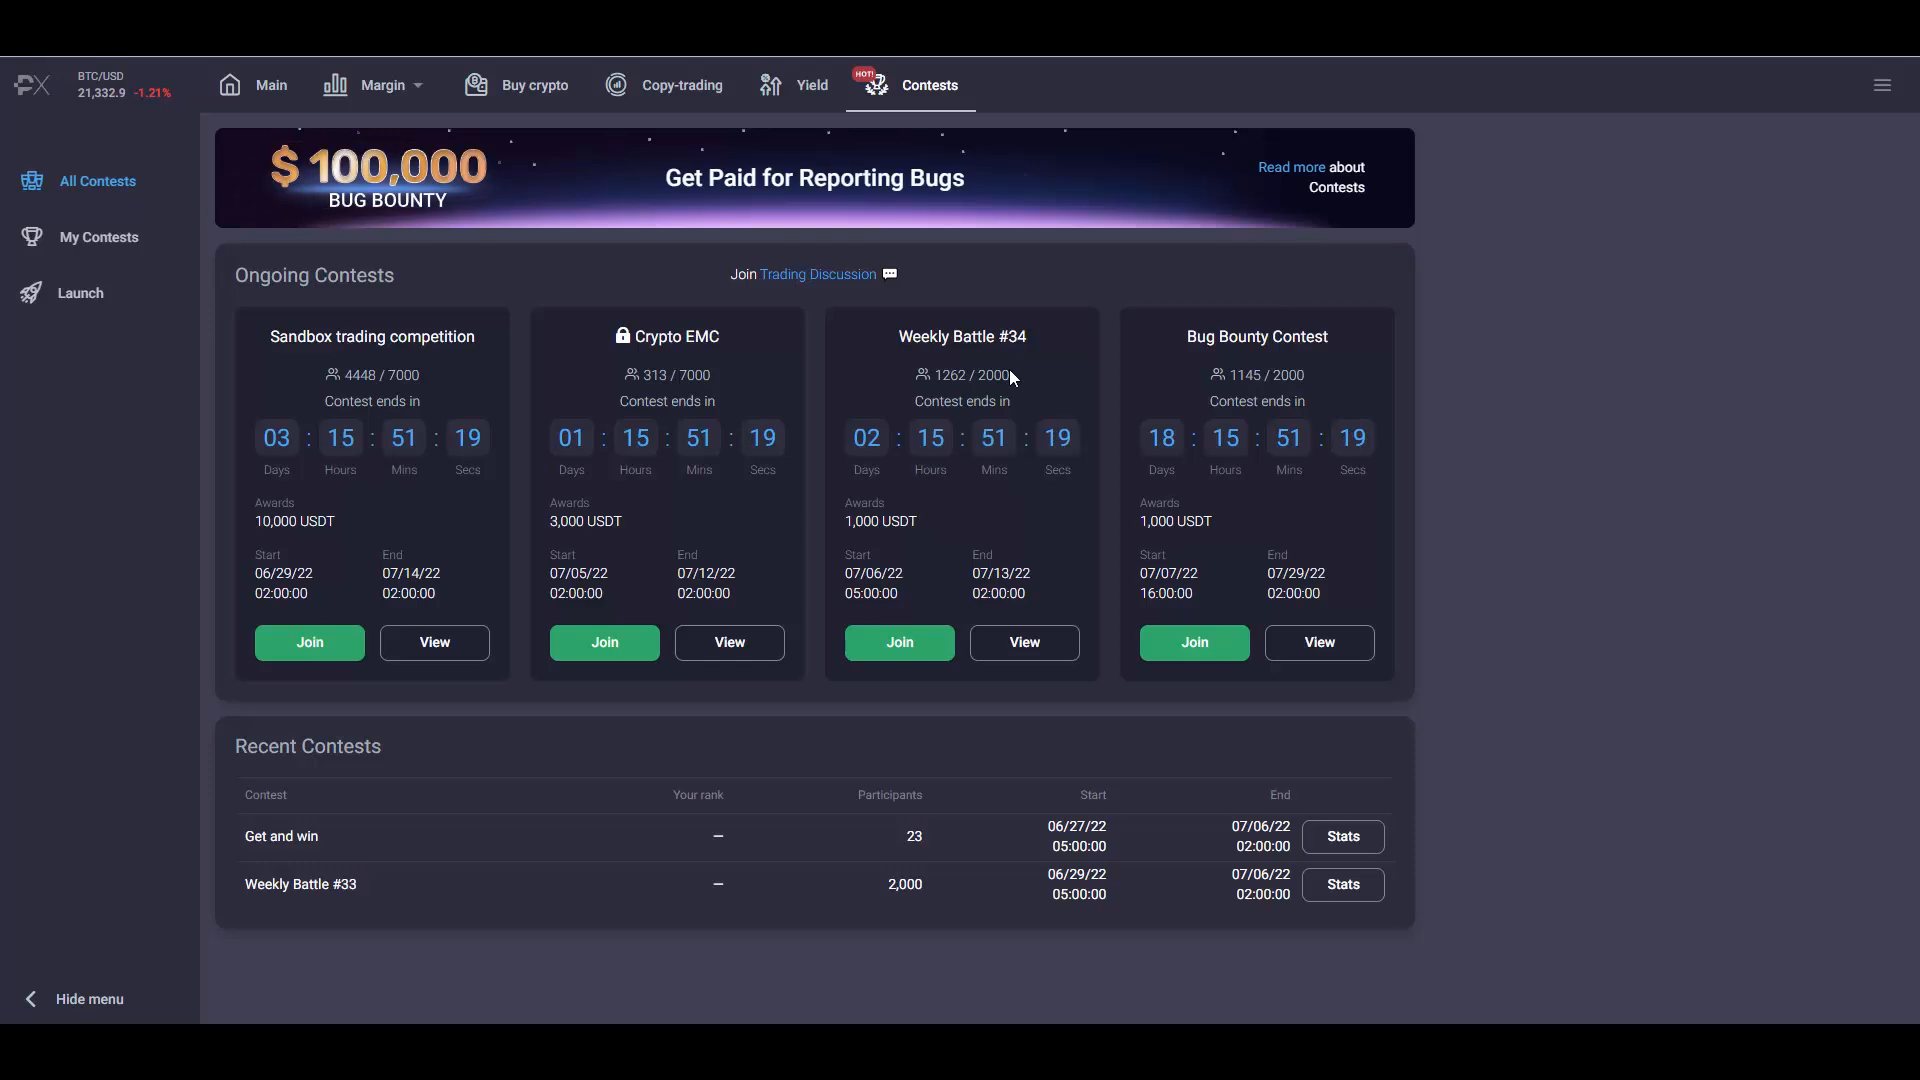 PX
BTC/USD
21,332.9 -1.21%
Main
Margin
Buy crypto
Copy-trading
Yield
HOT!
Contests
All Contests
My Contests
Launch
Hide menu
$ 100,000
BUG BOUNTY
Get Paid for Reporting Bugs
Read more about
Contests
Ongoing Contests
Join Trading Discussion
Sandbox trading competition
4448 / 7000
Contest ends in
03 : 15 : 51 : 19
Days Hours Mins Secs
Awards
10,000 USDT
Start End
06/29/22 07/14/22
02:00:00 02:00:00
Join View
Crypto EMC
313 / 7000
Contest ends in
01 : 15 : 51 : 19
Days Hours Mins Secs
Awards
3,000 USDT
Start End
07/05/22 07/12/22
02:00:00 02:00:00
Join View
Weekly Battle #34
1262 / 2000
Contest ends in
02 : 15 : 51 : 19
Days Hours Mins Secs
Awards
1,000 USDT
Start End
07/06/22 07/13/22
05:00:00 02:00:00
Join View
Bug Bounty Contest
1145 / 2000
Contest ends in
18 : 15 : 51 : 19
Days Hours Mins Secs
Awards
1,000 USDT
Start End
07/07/22 07/29/22
16:00:00 02:00:00
Join View
Recent Contests
Contest Your rank Participants Start End
Get and win — 23 06/27/22 07/06/22 Stats
05:00:00 02:00:00
Weekly Battle #33 — 2,000 06/29/22 07/06/22 Stats
05:00:00 02:00:00